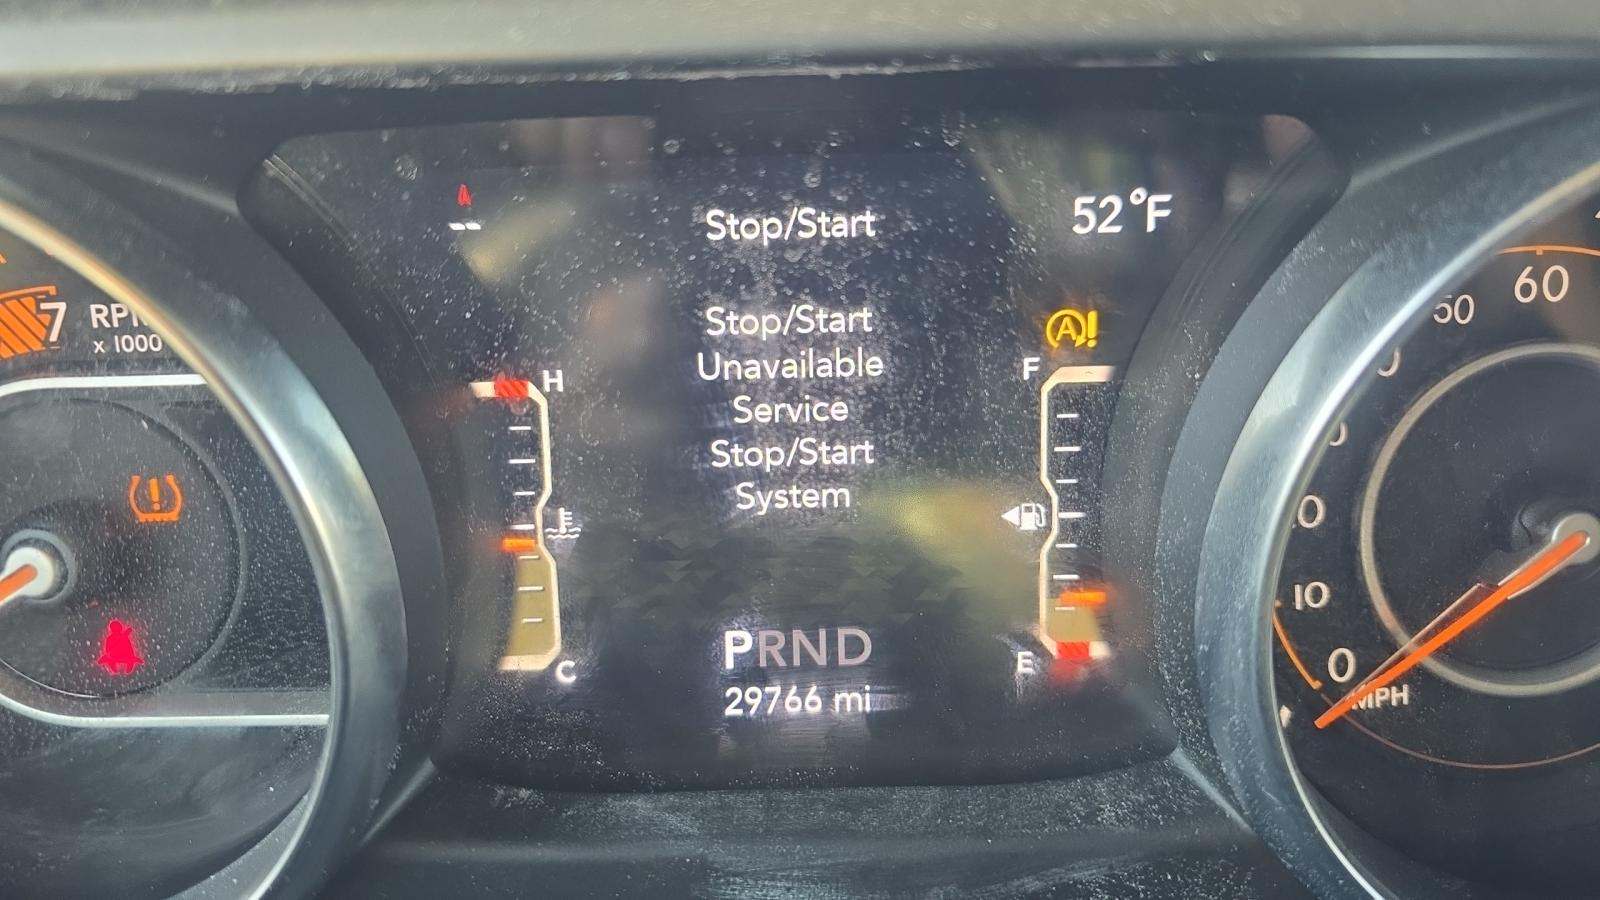 Stop/Start
52°F
Stop/Start
Unavailable
Service
Stop/Start
System
PRND
29766 mi
H
C
F
E
7
RPM
x 1000
60
50
10
0
MPH
A